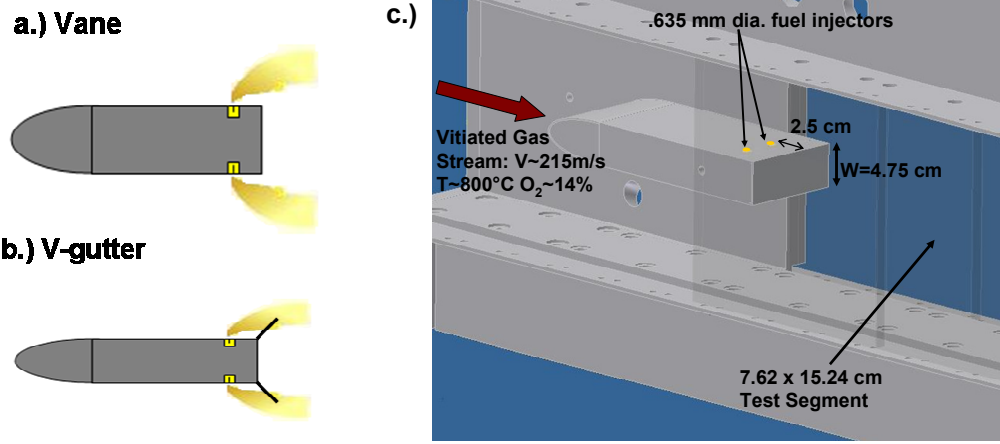 a.) Vane
b.) V-gutter
c.)
.635 mm dia. fuel injectors
2.5 cm
W=4.75 cm
Vitiated Gas
Stream: V~215m/s
T~800°C O₂~14%
7.62 x 15.24 cm
Test Segment